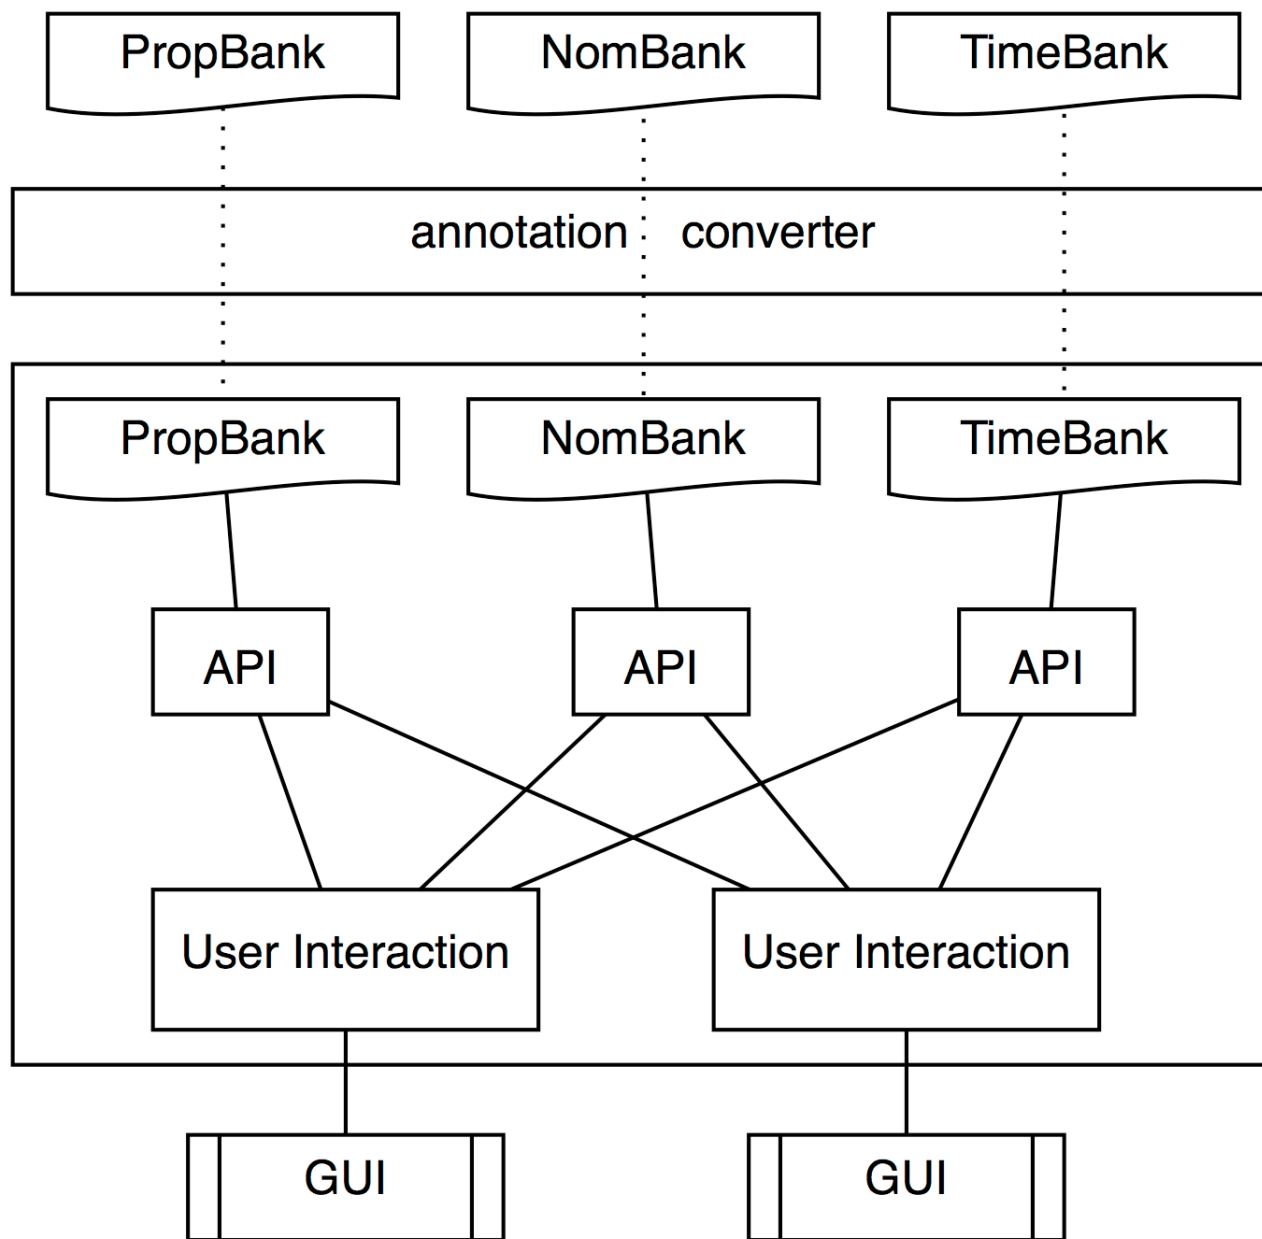 PropBank
NomBank
TimeBank
annotation converter
PropBank
NomBank
TimeBank
API
API
API
User Interaction
User Interaction
GUI
GUI